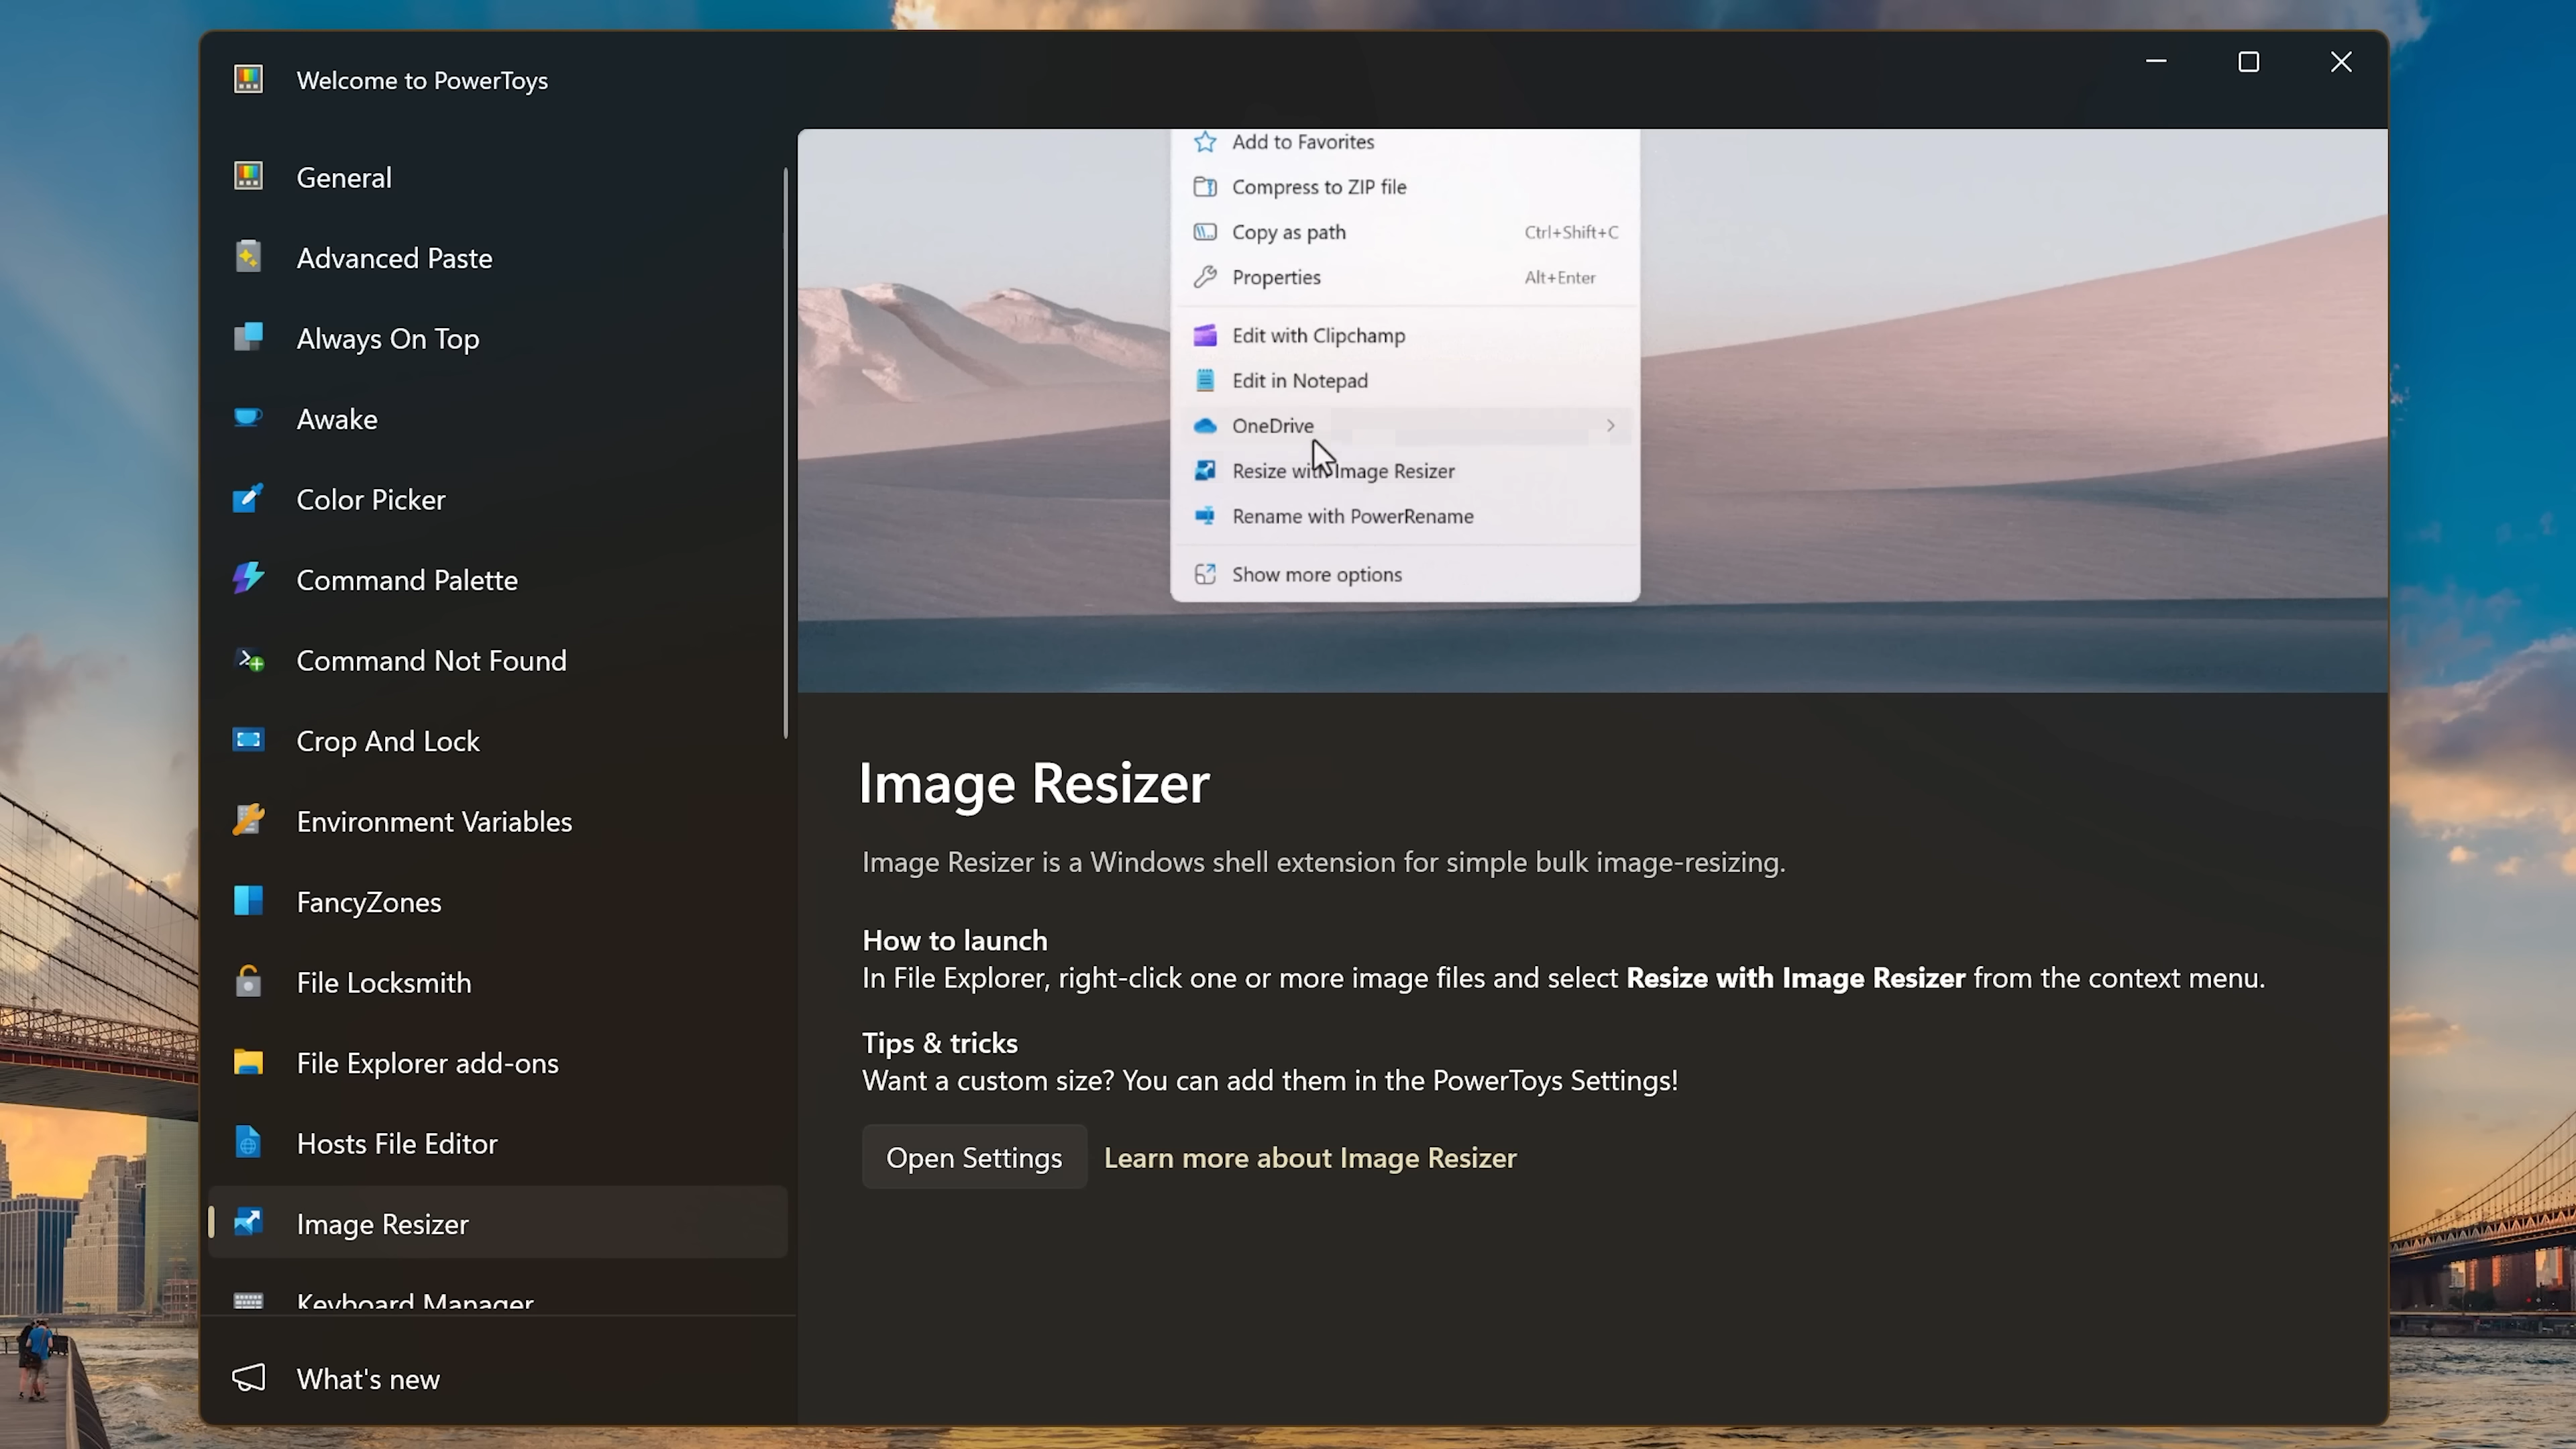 Welcome to PowerToys
General
Advanced Paste
Always On Top
Awake
Color Picker
Command Palette
Command Not Found
Crop And Lock
Environment Variables
FancyZones
File Locksmith
File Explorer add-ons
Hosts File Editor
Image Resizer
Keyboard Manager
What's new
Add to Favorites
Compress to ZIP file
Copy as path Ctrl+Shift+C
Properties Alt+Enter
Edit with Clipchamp
Edit in Notepad
OneDrive
Resize with Image Resizer
Rename with PowerRename
Show more options
Image Resizer
Image Resizer is a Windows shell extension for simple bulk image-resizing.
How to launch
In File Explorer, right-click one or more image files and select Resize with Image Resizer from the context menu.
Tips & tricks
Want a custom size? You can add them in the PowerToys Settings!
Open Settings Learn more about Image Resizer